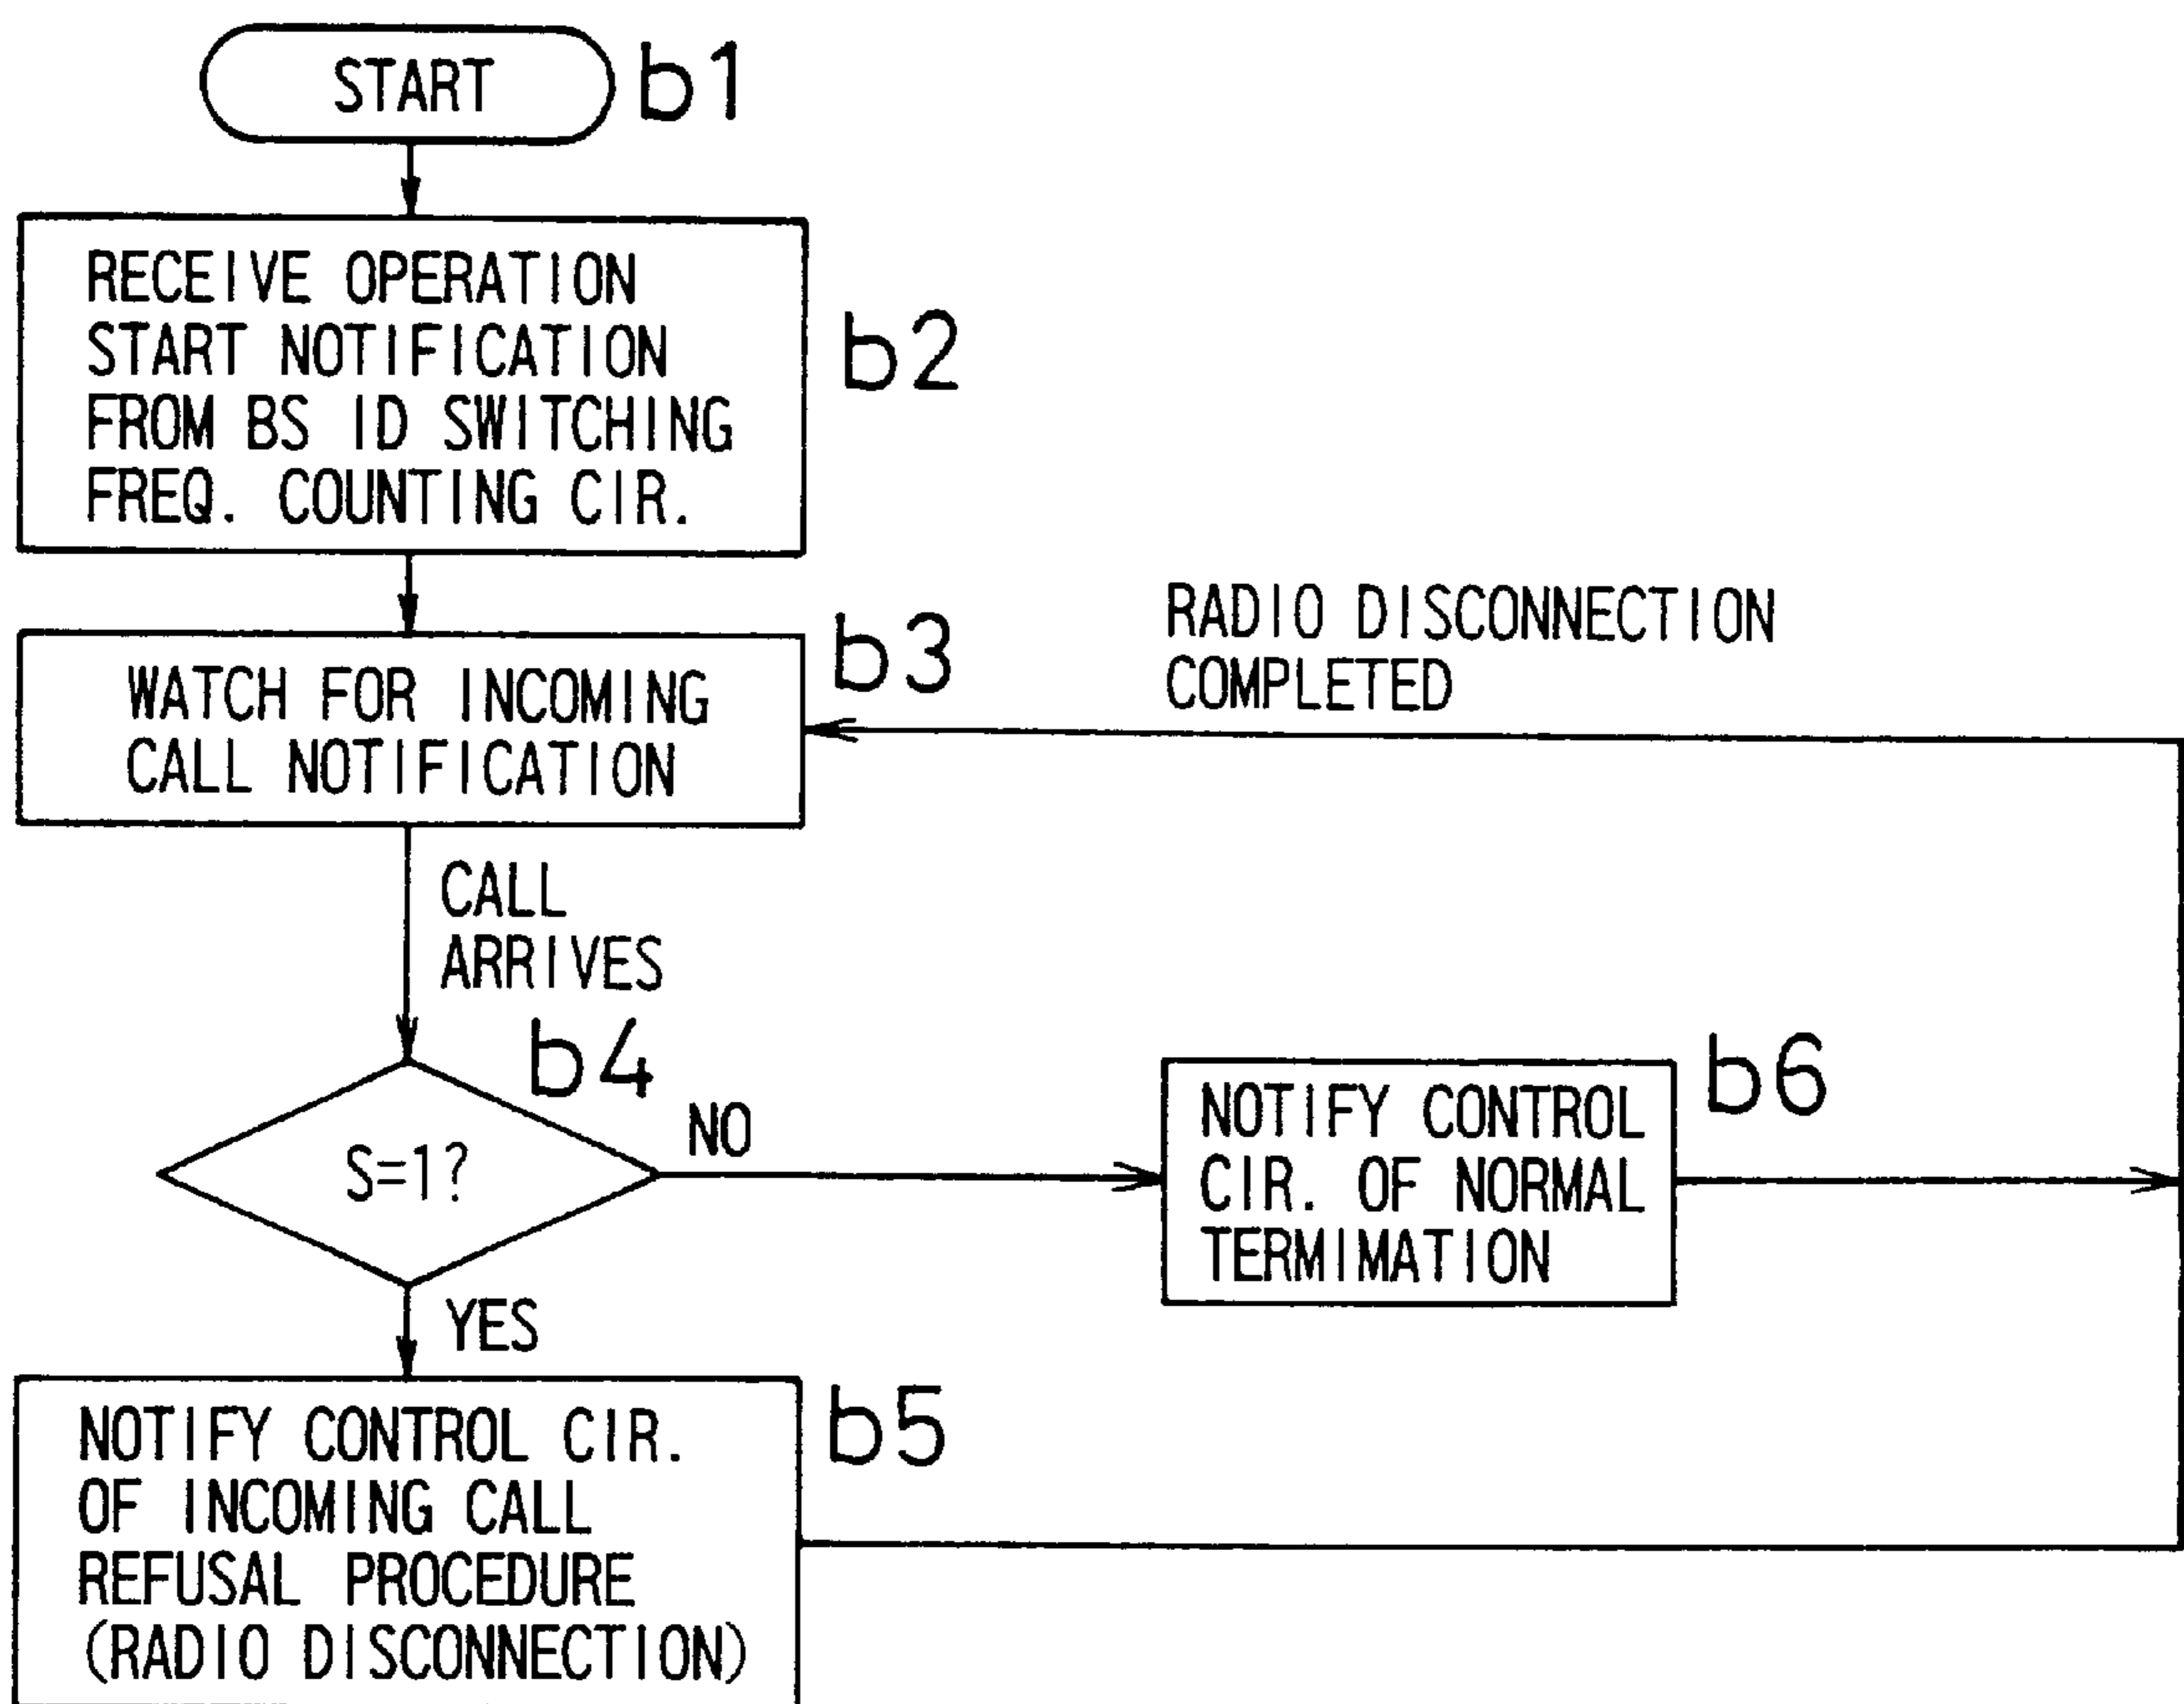 START
b1
RECEIVE OPERATION
START NOTIFICATION
FROM BS ID SWITCHING
FREQ. COUNTING CIR.
b2
WATCH FOR INCOMING
CALL NOTIFICATION
b3
RADIO DISCONNECTION
COMPLETED
CALL
ARRIVES
b4
S=1?
NO
NOTIFY CONTROL
CIR. OF NORMAL
TERMIMATION
b6
YES
NOTIFY CONTROL CIR.
OF INCOMING CALL
REFUSAL PROCEDURE
(RADIO DISCONNECTION)
b5